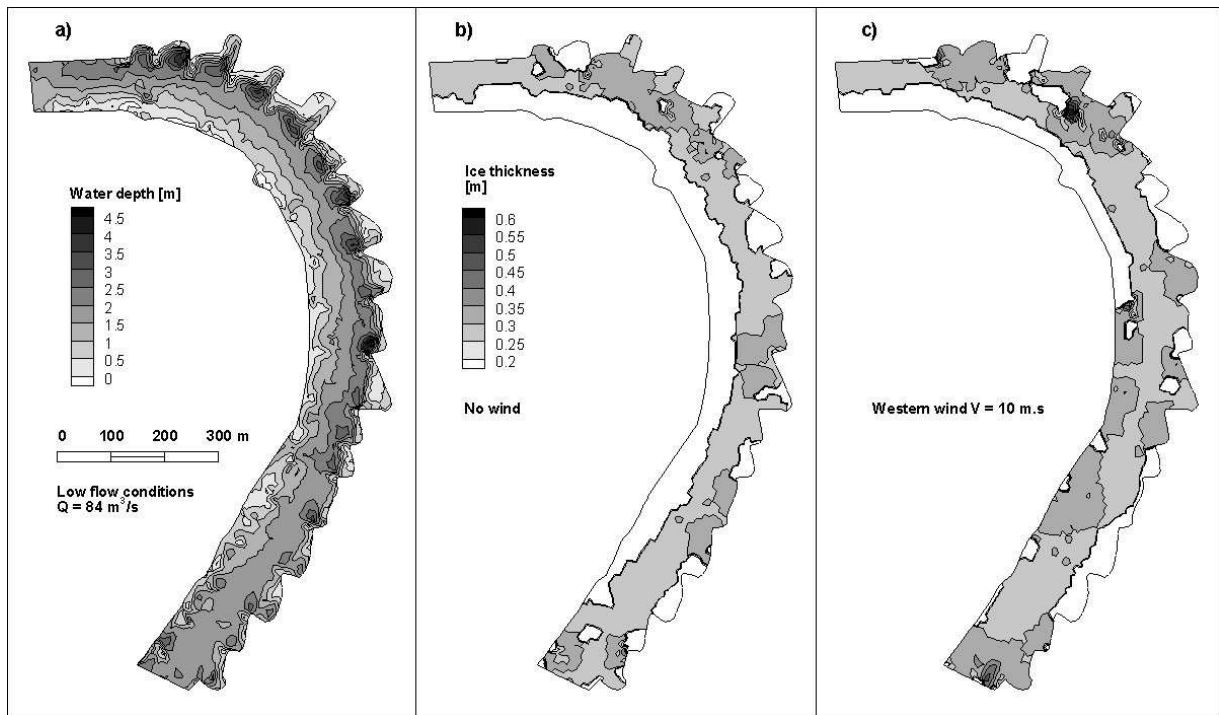 a)
Water depth [m]
4.5
4
3.5
3
2.5
2
1.5
1
0.5
0
0 100 200 300 m
Low flow conditions
Q = 84 m³/s
b)
Ice thickness
[m]
0.6
0.55
0.5
0.45
0.4
0.35
0.3
0.25
0.2
No wind
c)
Western wind V = 10 m.s